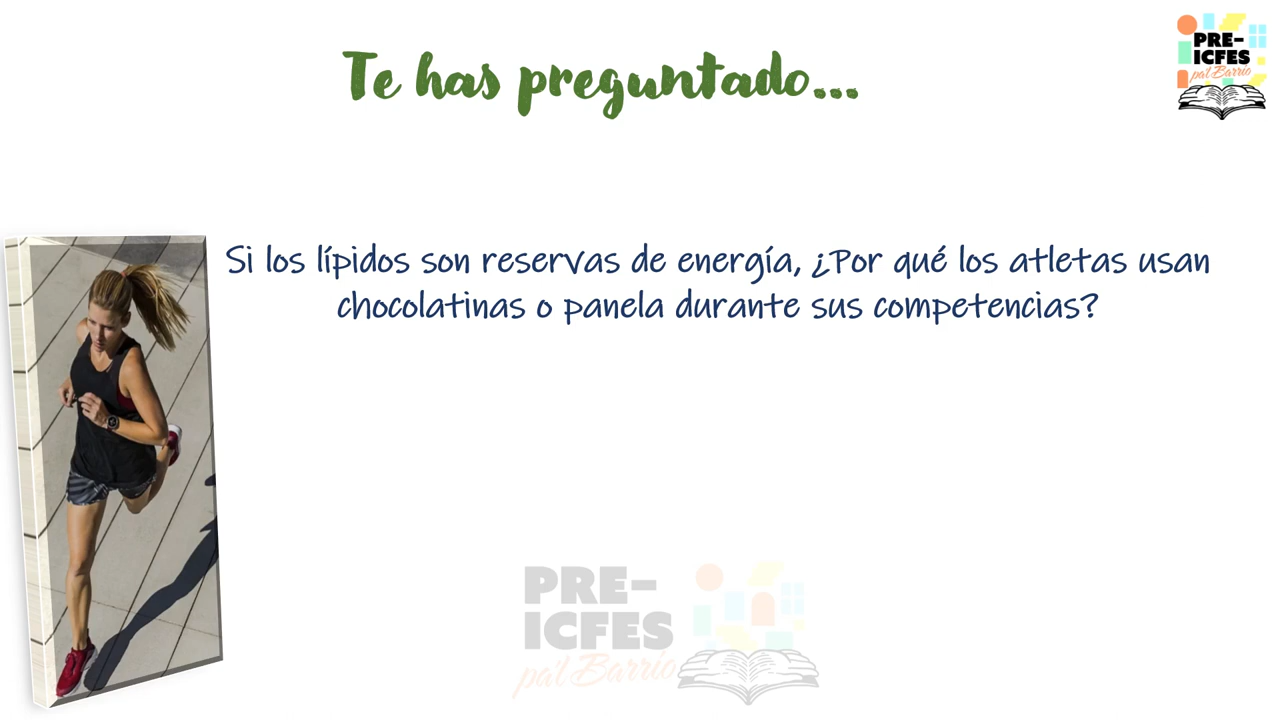 Te has preguntado...
PRE-
ICFES
pa'l Barrio
Si los lípidos son reservas de energía, ¿Por qué los atletas usan
chocolatinas o panela durante sus competencias?
PRE-
ICFES
pa'l Barrio